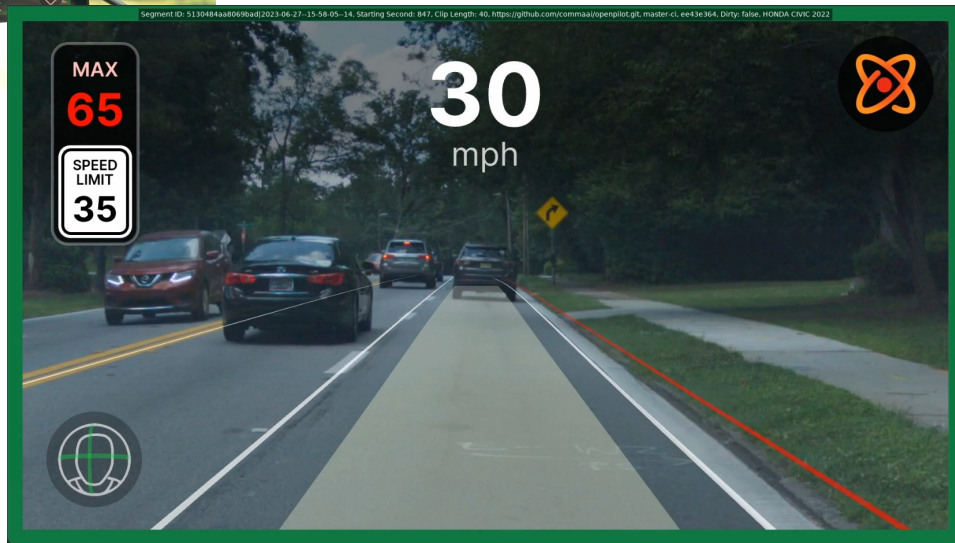 Segment ID: 5130484aa8069bad|2023-06-27--15-58-05--14, Starting Second: 847, Clip Length: 40, https://github.com/commaai/openpilot.git, master-ci, ee43e364, Dirty: false, HONDA CIVIC 2022
MAX
65
SPEED
LIMIT
35
30
mph